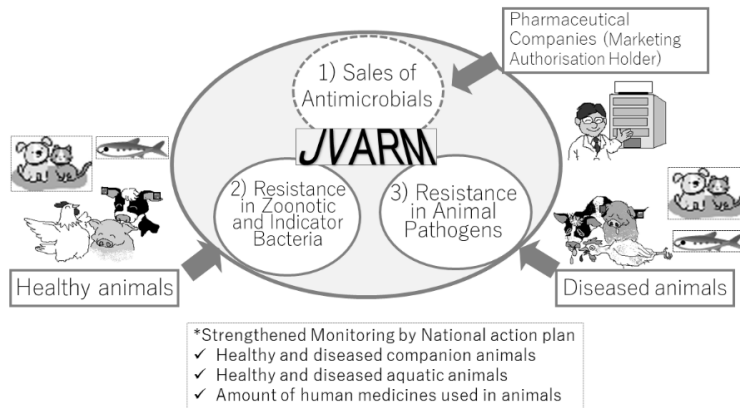 Pharmaceutical
Companies (Marketing
Authorisation Holder)
1) Sales of
Antimicrobials
JVARM
2) Resistance
in Zoonotic
and Indicator
Bacteria
3) Resistance
in Animal
Pathogens
Healthy animals
Diseased animals
*Strengthened Monitoring by National action plan
✓ Healthy and diseased companion animals
✓ Healthy and diseased aquatic animals
✓ Amount of human medicines used in animals